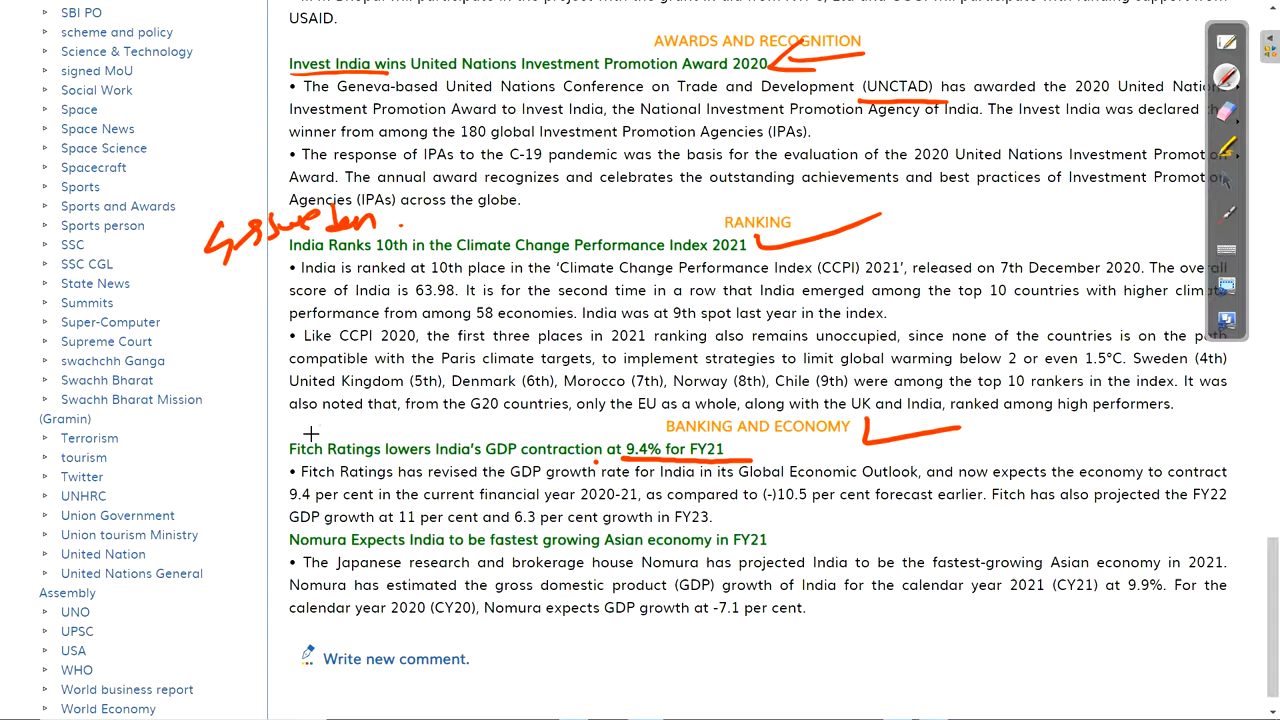 SBI PO
scheme and policy
Science & Technology
signed MoU
Social Work
Space
Space News
Space Science
Spacecraft
Sports
Sports and Awards
Sports person
SSC
SSC CGL
State News
Summits
Super-Computer
Supreme Court
swachchh Ganga
Swachh Bharat
Swachh Bharat Mission
(Gramin)
Terrorism
tourism
Twitter
UNHRC
Union Government
Union tourism Ministry
United Nation
United Nations General
Assembly
UNO
UPSC
USA
WHO
World business report
World Economy
USAID.
AWARDS AND RECOGNITION
Invest India wins United Nations Investment Promotion Award 2020
• The Geneva-based United Nations Conference on Trade and Development (UNCTAD) has awarded the 2020 United Nations
Investment Promotion Award to Invest India, the National Investment Promotion Agency of India. The Invest India was declared
winner from among the 180 global Investment Promotion Agencies (IPAs).
• The response of IPAs to the C-19 pandemic was the basis for the evaluation of the 2020 United Nations Investment Promotion
Award. The annual award recognizes and celebrates the outstanding achievements and best practices of Investment Promotion
Agencies (IPAs) across the globe.
Sweden.
RANKING
India Ranks 10th in the Climate Change Performance Index 2021
• India is ranked at 10th place in the ‘Climate Change Performance Index (CCPI) 2021’, released on 7th December 2020. The overall
score of India is 63.98. It is for the second time in a row that India emerged among the top 10 countries with higher climate
performance from among 58 economies. India was at 9th spot last year in the index.
• Like CCPI 2020, the first three places in 2021 ranking also remains unoccupied, since none of the countries is on the path
compatible with the Paris climate targets, to implement strategies to limit global warming below 2 or even 1.5°C. Sweden (4th)
United Kingdom (5th), Denmark (6th), Morocco (7th), Norway (8th), Chile (9th) were among the top 10 rankers in the index. It was
also noted that, from the G20 countries, only the EU as a whole, along with the UK and India, ranked among high performers.
BANKING AND ECONOMY
Fitch Ratings lowers India’s GDP contraction at 9.4% for FY21
• Fitch Ratings has revised the GDP growth rate for India in its Global Economic Outlook, and now expects the economy to contract
9.4 per cent in the current financial year 2020-21, as compared to (-)10.5 per cent forecast earlier. Fitch has also projected the FY22
GDP growth at 11 per cent and 6.3 per cent growth in FY23.
Nomura Expects India to be fastest growing Asian economy in FY21
• The Japanese research and brokerage house Nomura has projected India to be the fastest-growing Asian economy in 2021.
Nomura has estimated the gross domestic product (GDP) growth of India for the calendar year 2021 (CY21) at 9.9%. For the
calendar year 2020 (CY20), Nomura expects GDP growth at -7.1 per cent.
Write new comment.